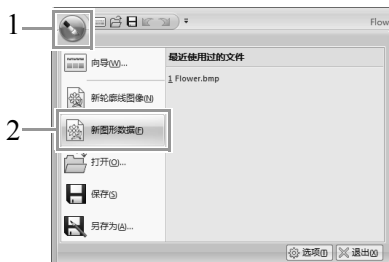 1
Flow
向导(W)...
最近使用过的文件
1 Flower.bmp
新轮廓线图像(N)
2
新图形数据(F)
打开(O)...
保存(S)
另存为(A)...
选项(I)
退出(X)